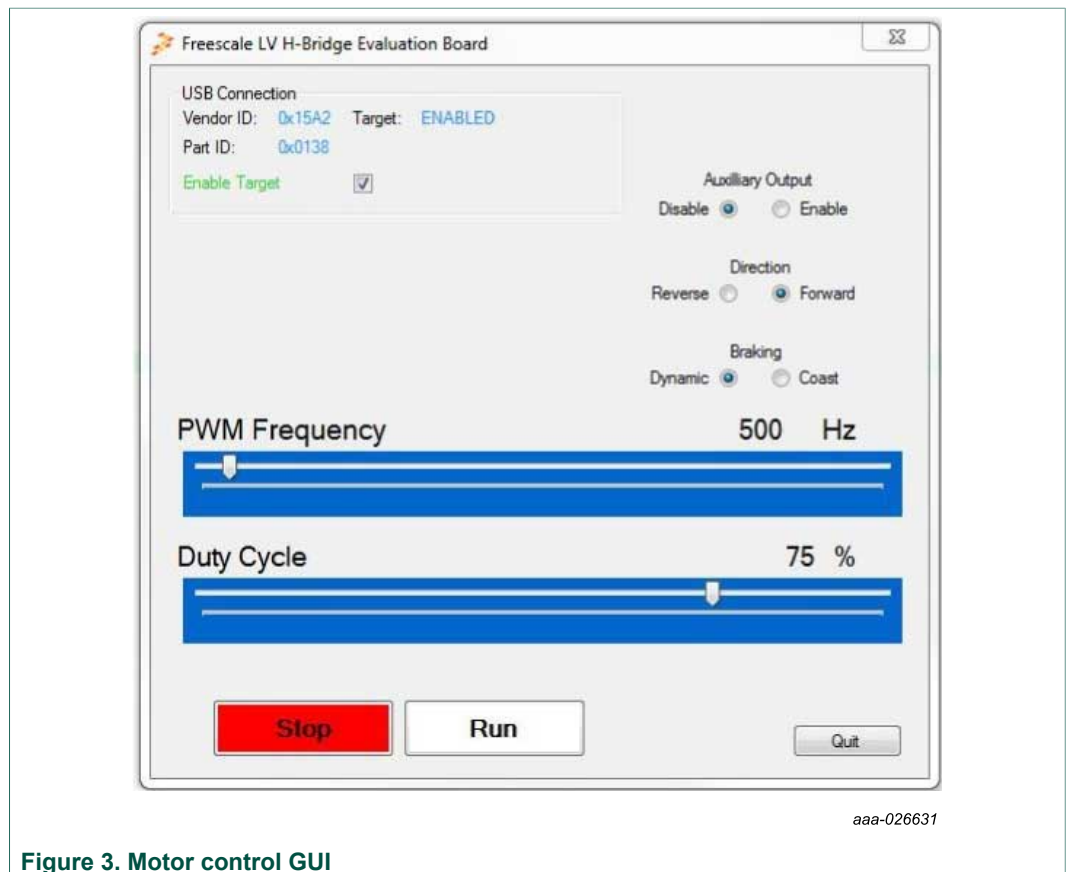 Freescale LV H-Bridge Evaluation Board
USB Connection
Vendor ID: 0x15A2 Target: ENABLED
Part ID: 0x0138
Enable Target
Auxilliary Output
Disable Enable
Direction
Reverse Forward
Braking
Dynamic Coast
PWM Frequency 500 Hz
Duty Cycle 75 %
Stop Run
Quit
aaa-026631
Figure 3. Motor control GUI